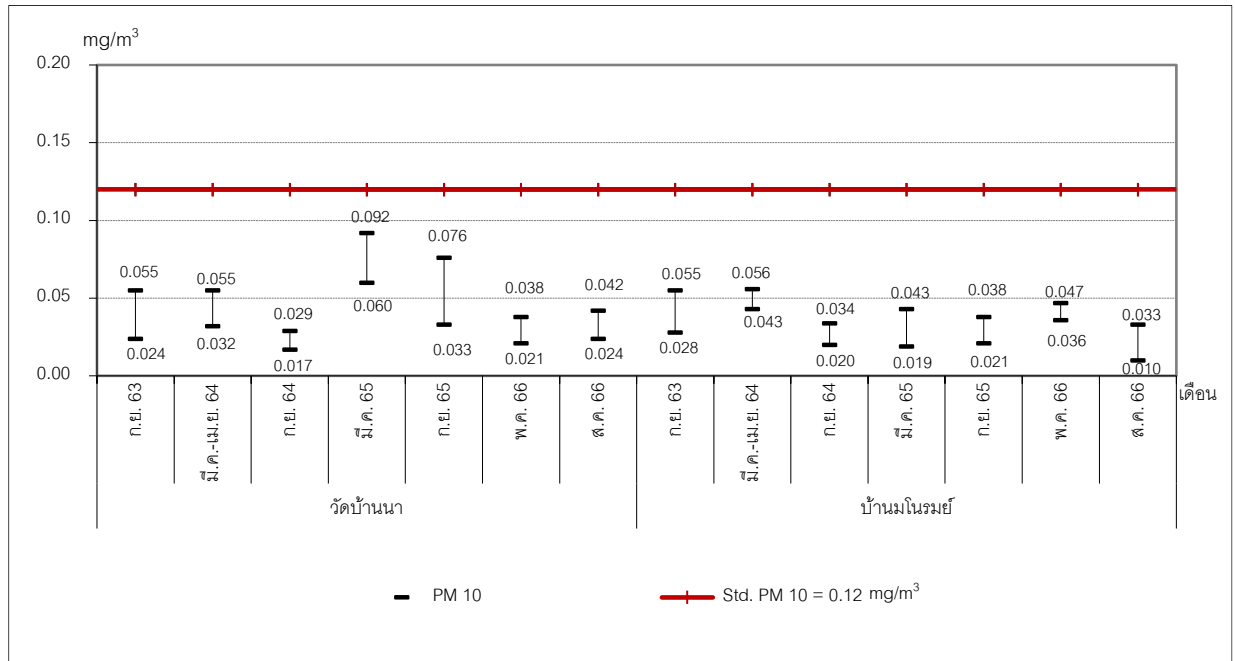 mg/m³
0.20
0.15
0.10
0.05
0.00
0.055
0.024
0.055
0.032
0.029
0.017
0.092
0.060
0.076
0.033
0.038
0.021
0.042
0.024
0.055
0.028
0.056
0.043
0.034
0.020
0.043
0.019
0.038
0.021
0.047
0.036
0.033
0.010
เดือน
ก.ย. 63
มี.ค.-เม.ย. 64
ก.ย. 64
มี.ค. 65
ก.ย. 65
พ.ค. 66
ส.ค. 66
ก.ย. 63
มี.ค.-เม.ย. 64
ก.ย. 64
มี.ค. 65
ก.ย. 65
พ.ค. 66
ส.ค. 66
วัดบ้านนา
บ้านมโนรมย์
PM 10
Std. PM 10 = 0.12 mg/m³